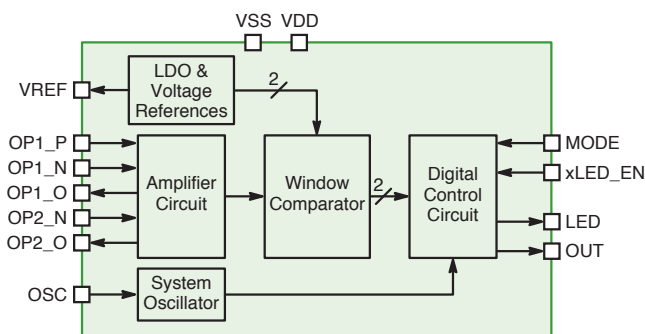 VSS VDD
VREF
LDO &
Voltage
References
2
OP1_P
OP1_N
OP1_O
OP2_N
OP2_O
Amplifier
Circuit
Window
Comparator
2
Digital
Control
Circuit
MODE
xLED_EN
LED
OUT
OSC
System
Oscillator